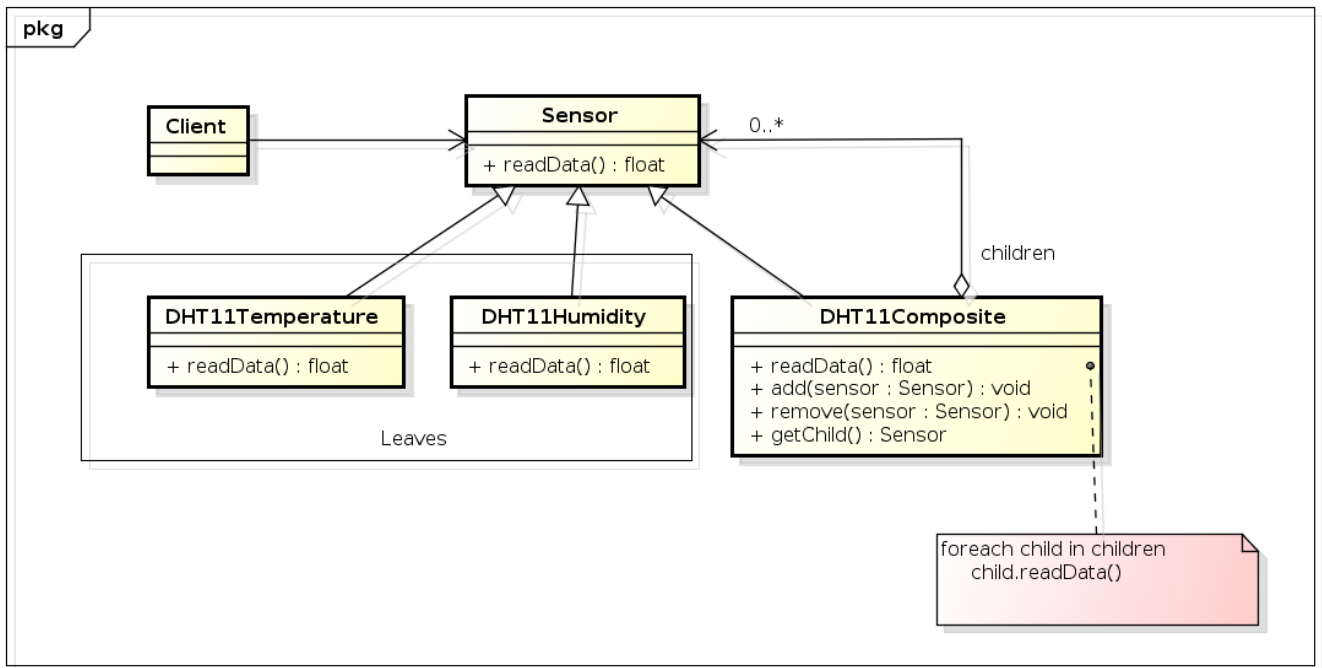 pkg
Client
Sensor
+ readData() : float
0..*
children
DHT11Temperature
+ readData() : float
DHT11Humidity
+ readData() : float
Leaves
DHT11Composite
+ readData() : float
+ add(sensor : Sensor) : void
+ remove(sensor : Sensor) : void
+ getChild() : Sensor
foreach child in children
child.readData()